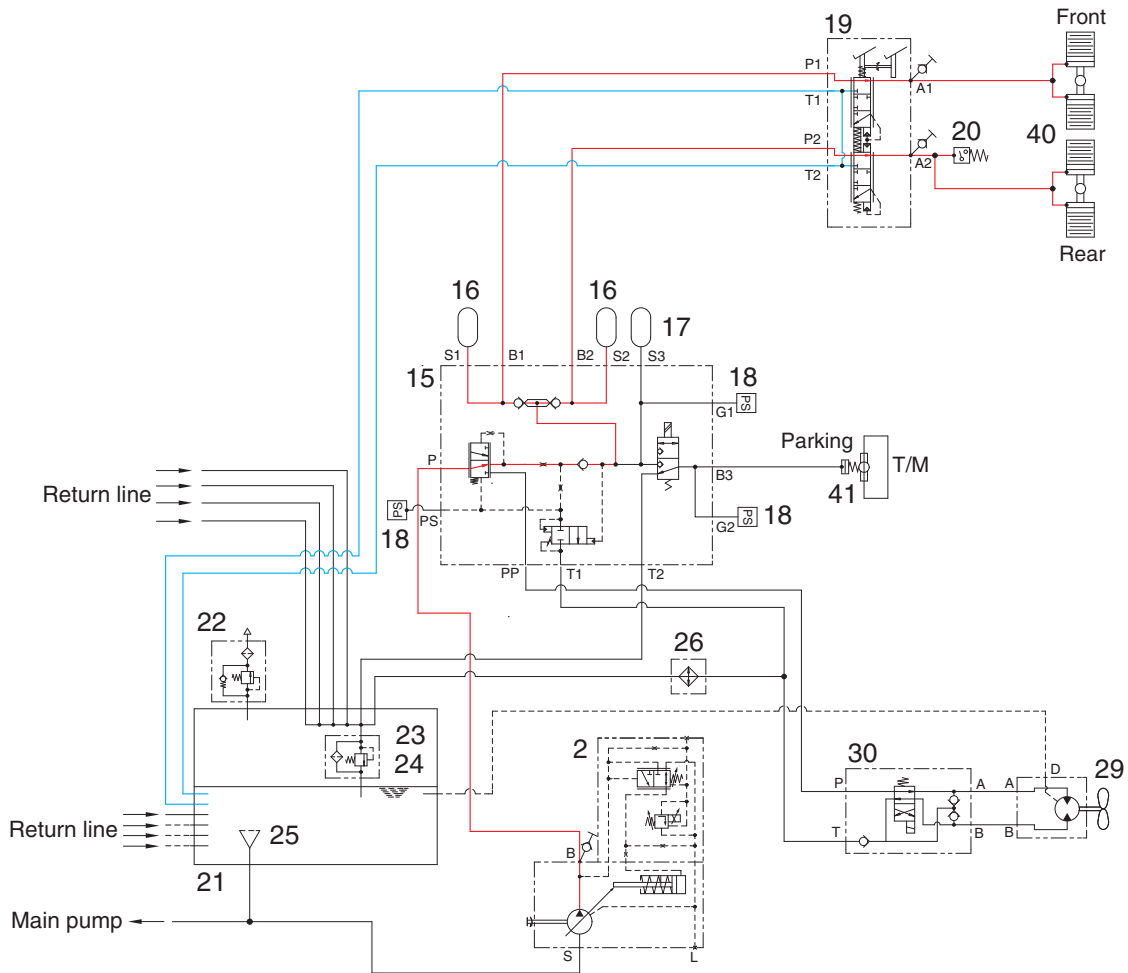 19
Front
P1
A1
T1
20
40
P2
A2
T2
Rear
16
16
17
S1
B1
B2
S2
S3
15
18
PS
G1
Parking
P
T/M
B3
Return line
41
PS
18
PS
18
PS
G2
PP
T1
T2
22
26
23
2
30
D
29
24
P
A
A
Return line
25
T
B
B
B
21
Main pump
S
L